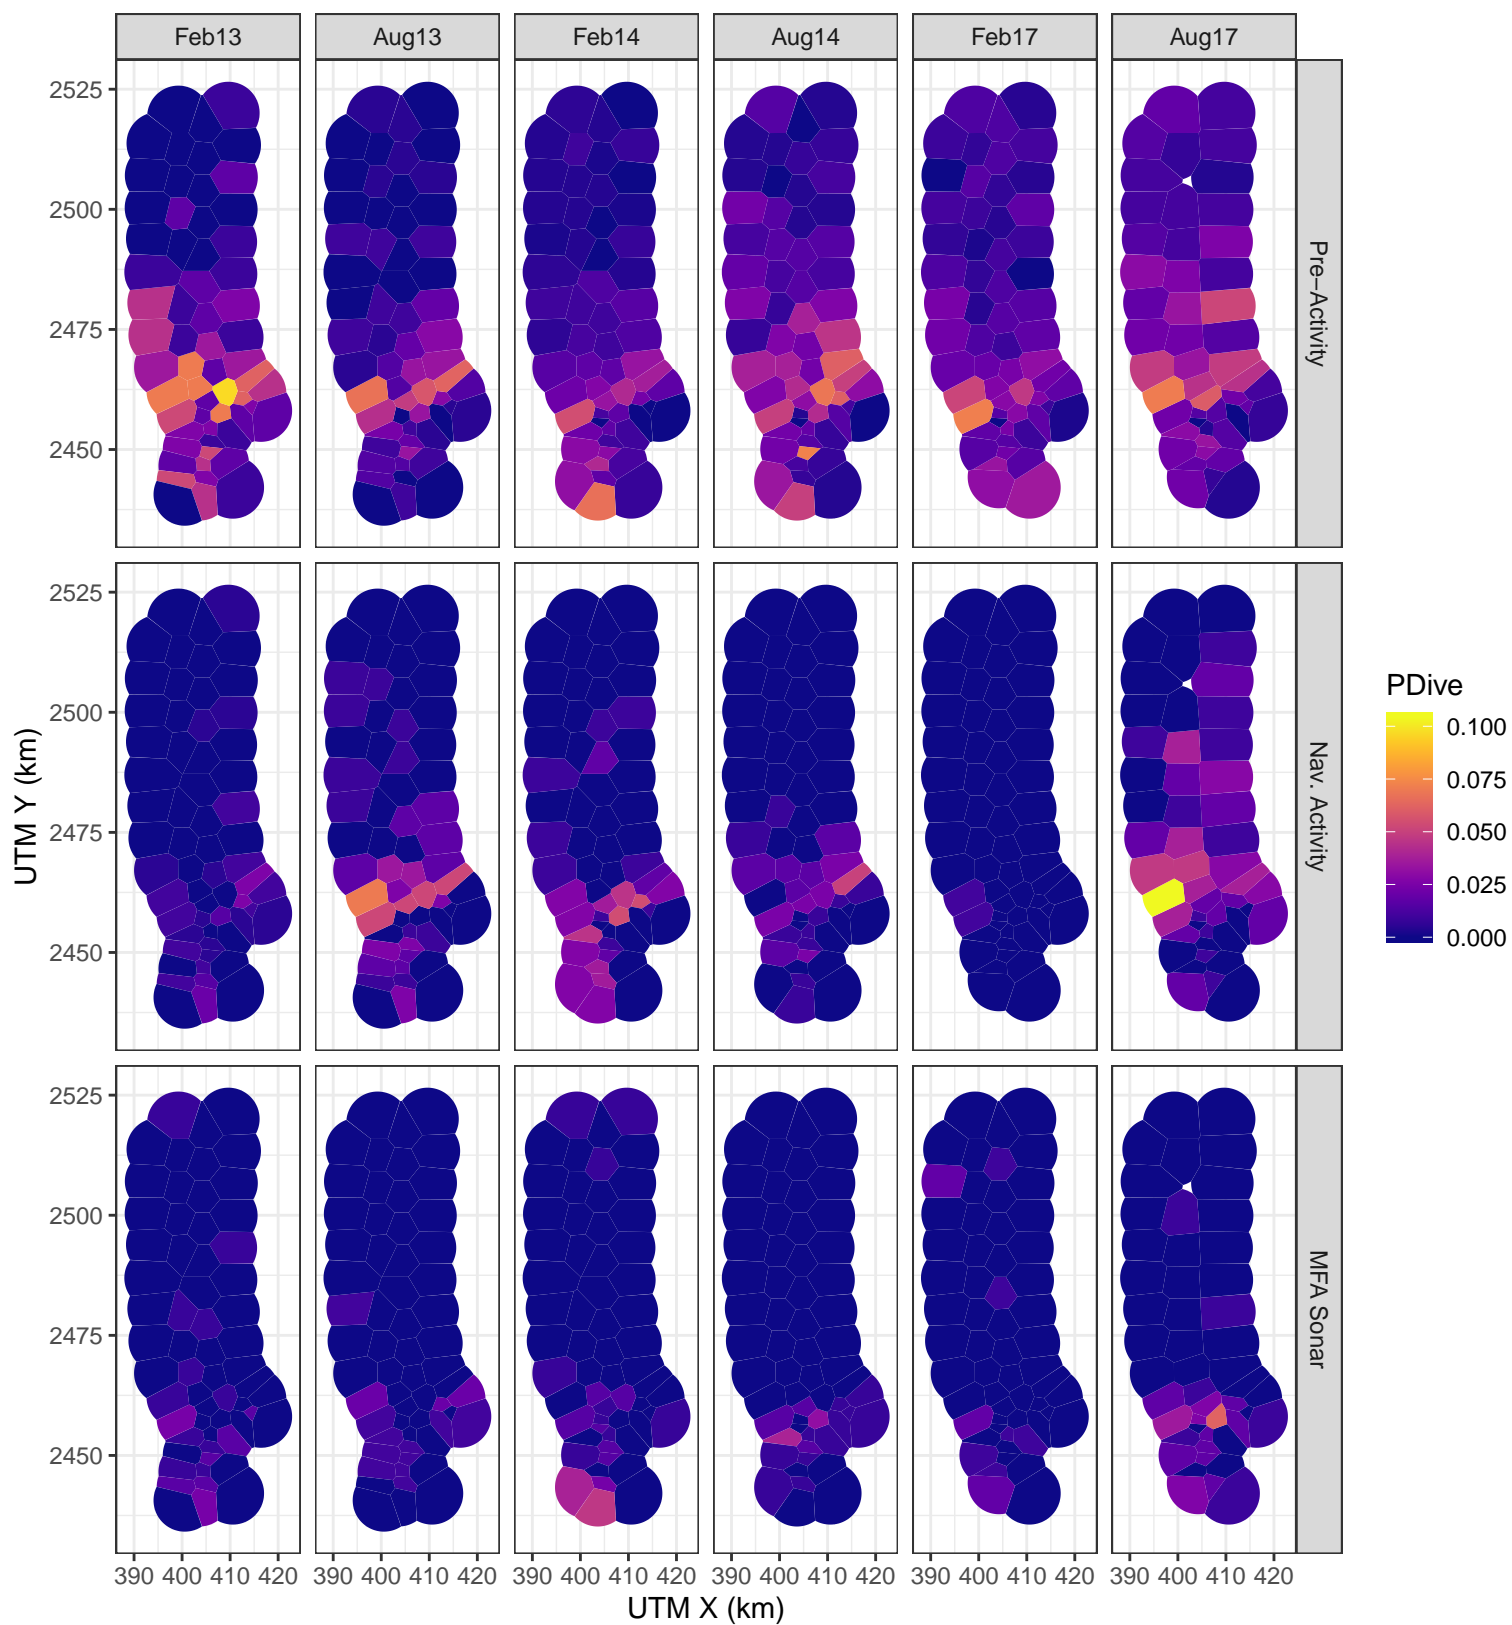 Feb13 Aug13 Feb14 Aug14 Feb17 Aug17
2525
2500
2475
2450
Pre−Activity
2525
2500
2475
2450
Nav. Activity
2525
2500
2475
2450
MFA Sonar
390 400 410 420 390 400 410 420 390 400 410 420 390 400 410 420 390 400 410 420 390 400 410 420
UTM X (km)
UTM Y (km)
PDive
0.100
0.075
0.050
0.025
0.000